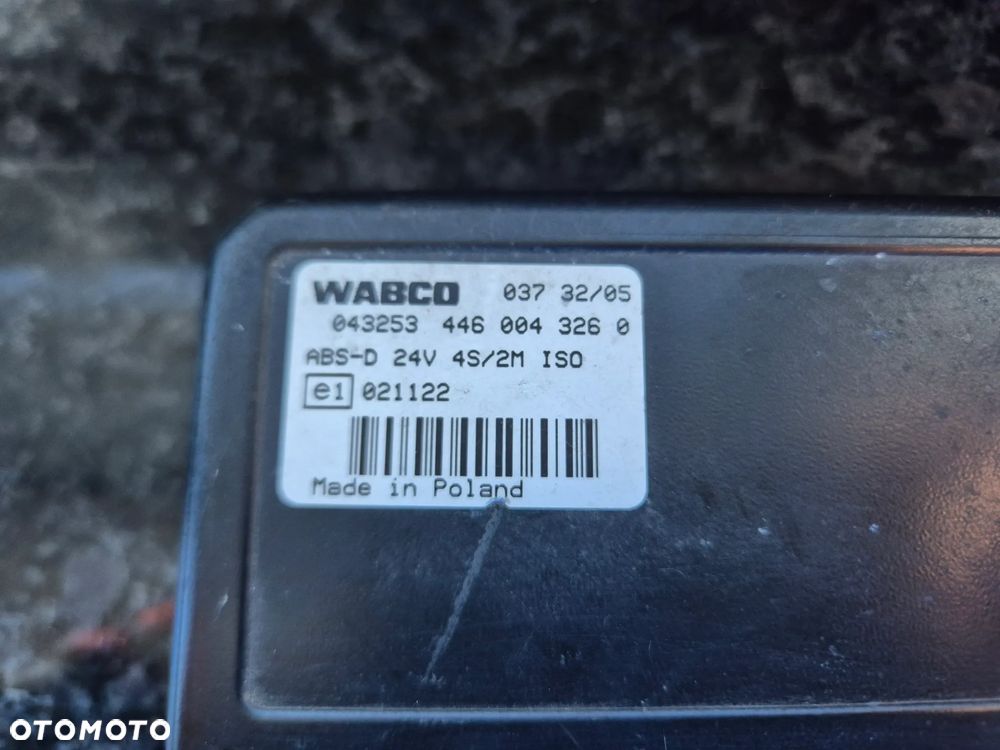 WABCO 037 32/05
043253 446 004 326 0
ABS-D 24V 4S/2M ISO
e1 021122
Made in Poland
OTOMOTO